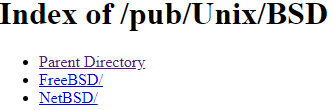 Index of /pub/Unix/BSD
Parent Directory
FreeBSD/
NetBSD/